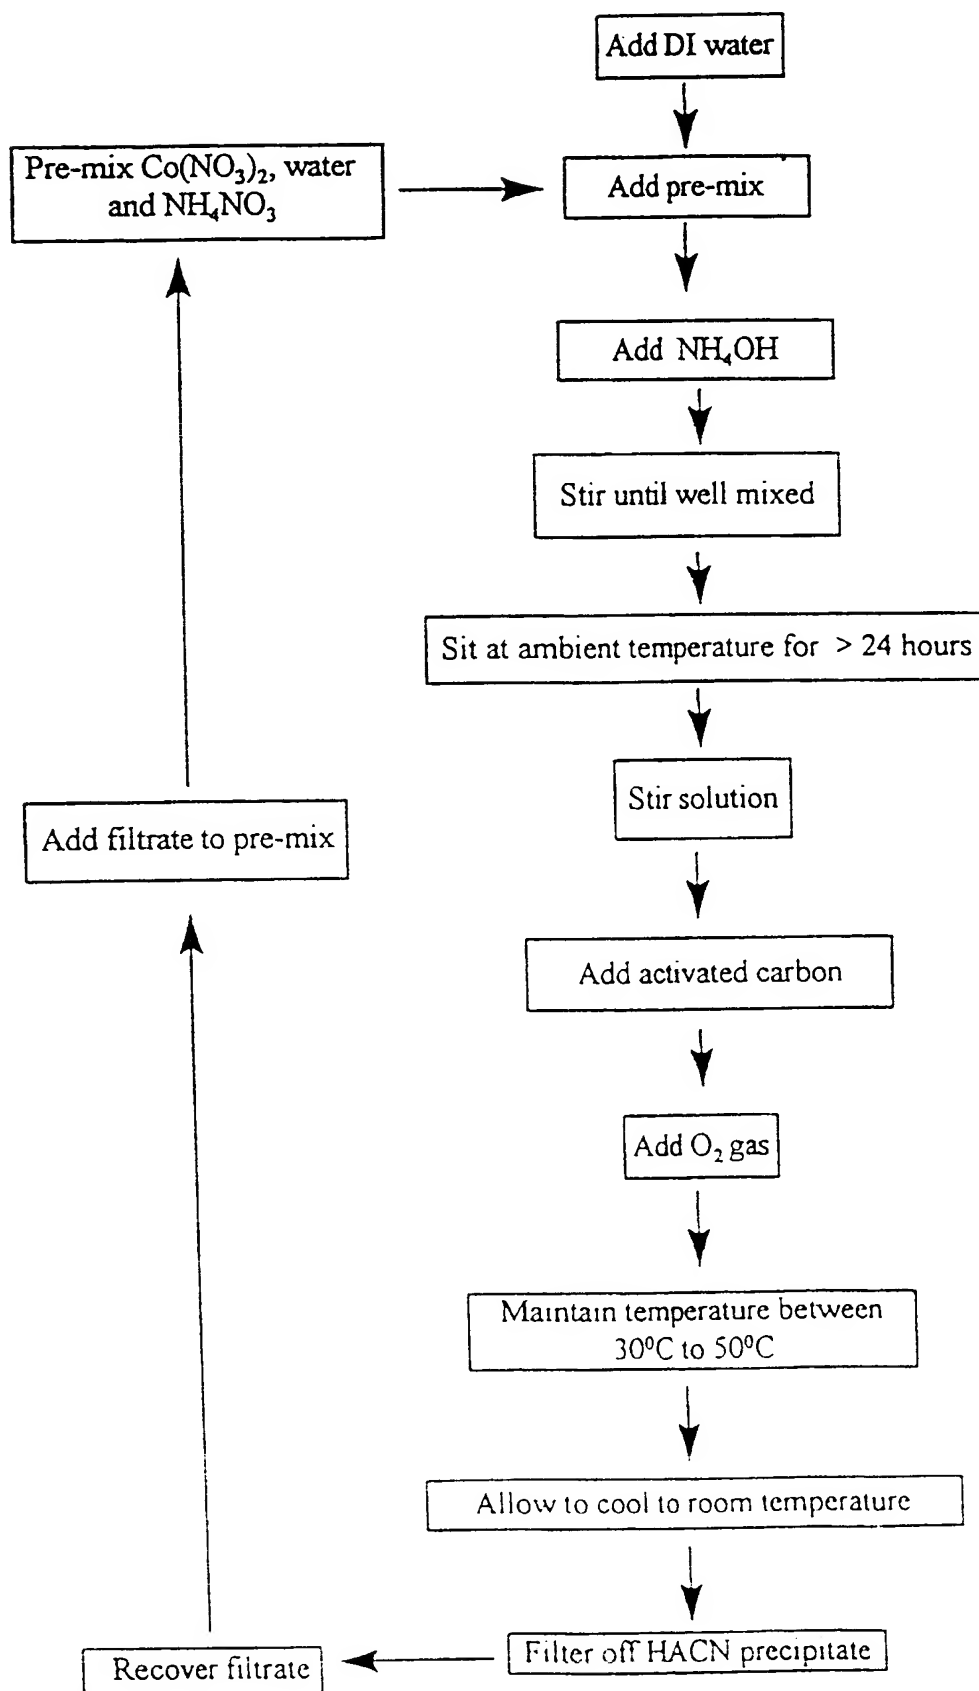 Add DI water
Pre-mix Co(NO₃)₂, water
and NH₄NO₃
Add pre-mix
Add NH₄OH
Stir until well mixed
Sit at ambient temperature for > 24 hours
Stir solution
Add filtrate to pre-mix
Add activated carbon
Add O₂ gas
Maintain temperature between
30⁰C to 50⁰C
Allow to cool to room temperature
Filter off HACN precipitate
Recover filtrate